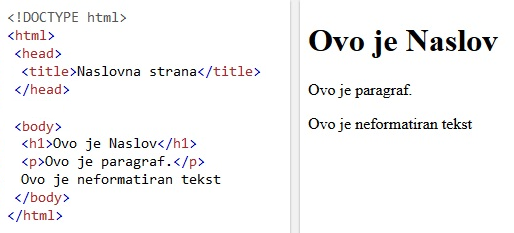 <!DOCTYPE html>
<html>
<head>
<title>Naslovna strana</title>
</head>
<body>
<h1>Ovo je Naslov</h1>
<p>Ovo je paragraf.</p>
Ovo je neformatiran tekst
</body>
</html>
Ovo je Naslov
Ovo je paragraf.
Ovo je neformatiran tekst